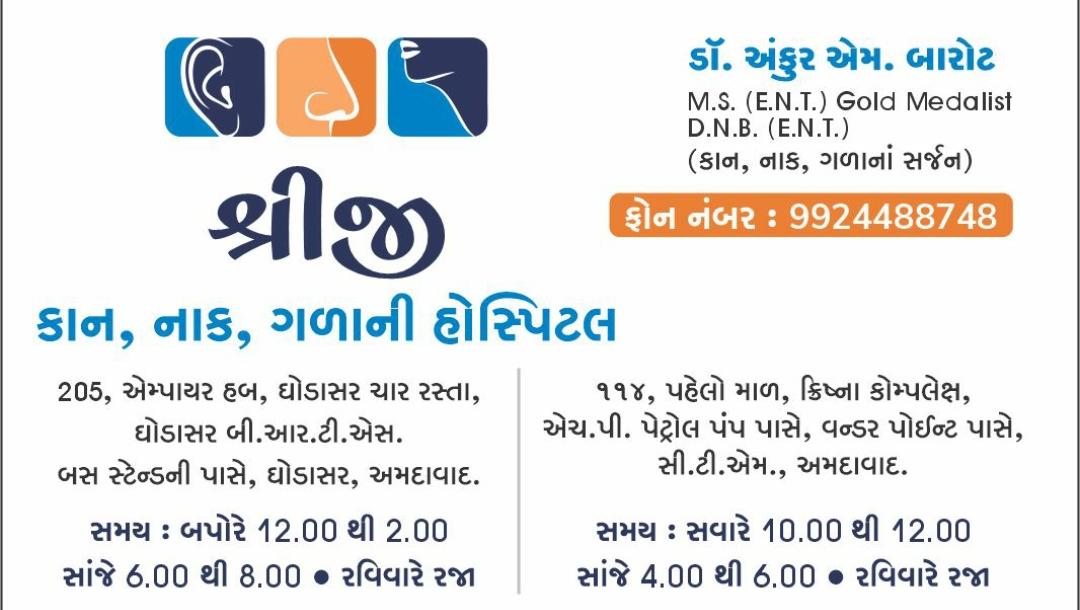 ડૉ. અંકુર એમ. બારોટ
M.S. (E.N.T.) Gold Medalist
D.N.B. (E.N.T.)
(કાન, નાક, ગળાનાં સર્જન)
ફોન નંબર : 9924488748
શ્રીજી
કાન, નાક, ગળાની હોસ્પિટલ
205, એમ્પાયર હબ, ઘોડાસર ચાર રસ્તા,
ઘોડાસર બી.આર.ટી.એસ.
બસ સ્ટેન્ડની પાસે, ઘોડાસર, અમદાવાદ.
સમય : બપોરે 12.00 થી 2.00
સાંજે 6.00 થી 8.00 ● રવિવારે રજા
૧૧૪, પહેલો માળ, ક્રિષ્ના કોમ્પલેક્ષ,
એચ.પી. પેટ્રોલ પંપ પાસે, વન્ડર પોઈન્ટ પાસે,
સી.ટી.એમ., અમદાવાદ.
સમય : સવારે 10.00 થી 12.00
સાંજે 4.00 થી 6.00 ● રવિવારે રજા